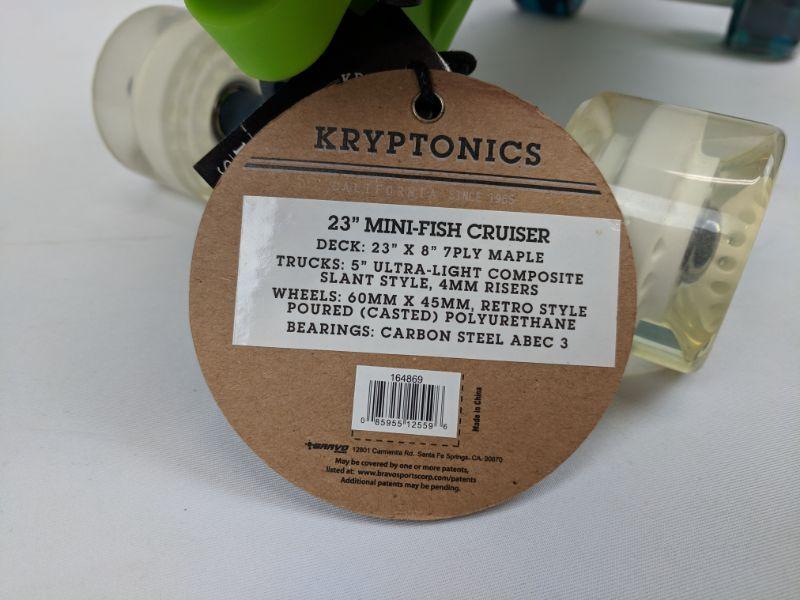 KRYPTONICS
CALIFORNIA SINCE 1965
23" MINI-FISH CRUISER
DECK: 23" X 8" 7PLY MAPLE
TRUCKS: 5" ULTRA-LIGHT COMPOSITE
SLANT STYLE, 4MM RISERS
WHEELS: 60MM X 45MM, RETRO STYLE
POURED (CASTED) POLYURETHANE
BEARINGS: CARBON STEEL ABEC 3
164869
0 85955 12559 6
Made in China
BRAVO 12801 Carmenita Rd. Santa Fe Springs, CA. 90670
May be covered by one or more patents,
listed at: www.bravosportscorp.com/patents
Additional patents may be pending.